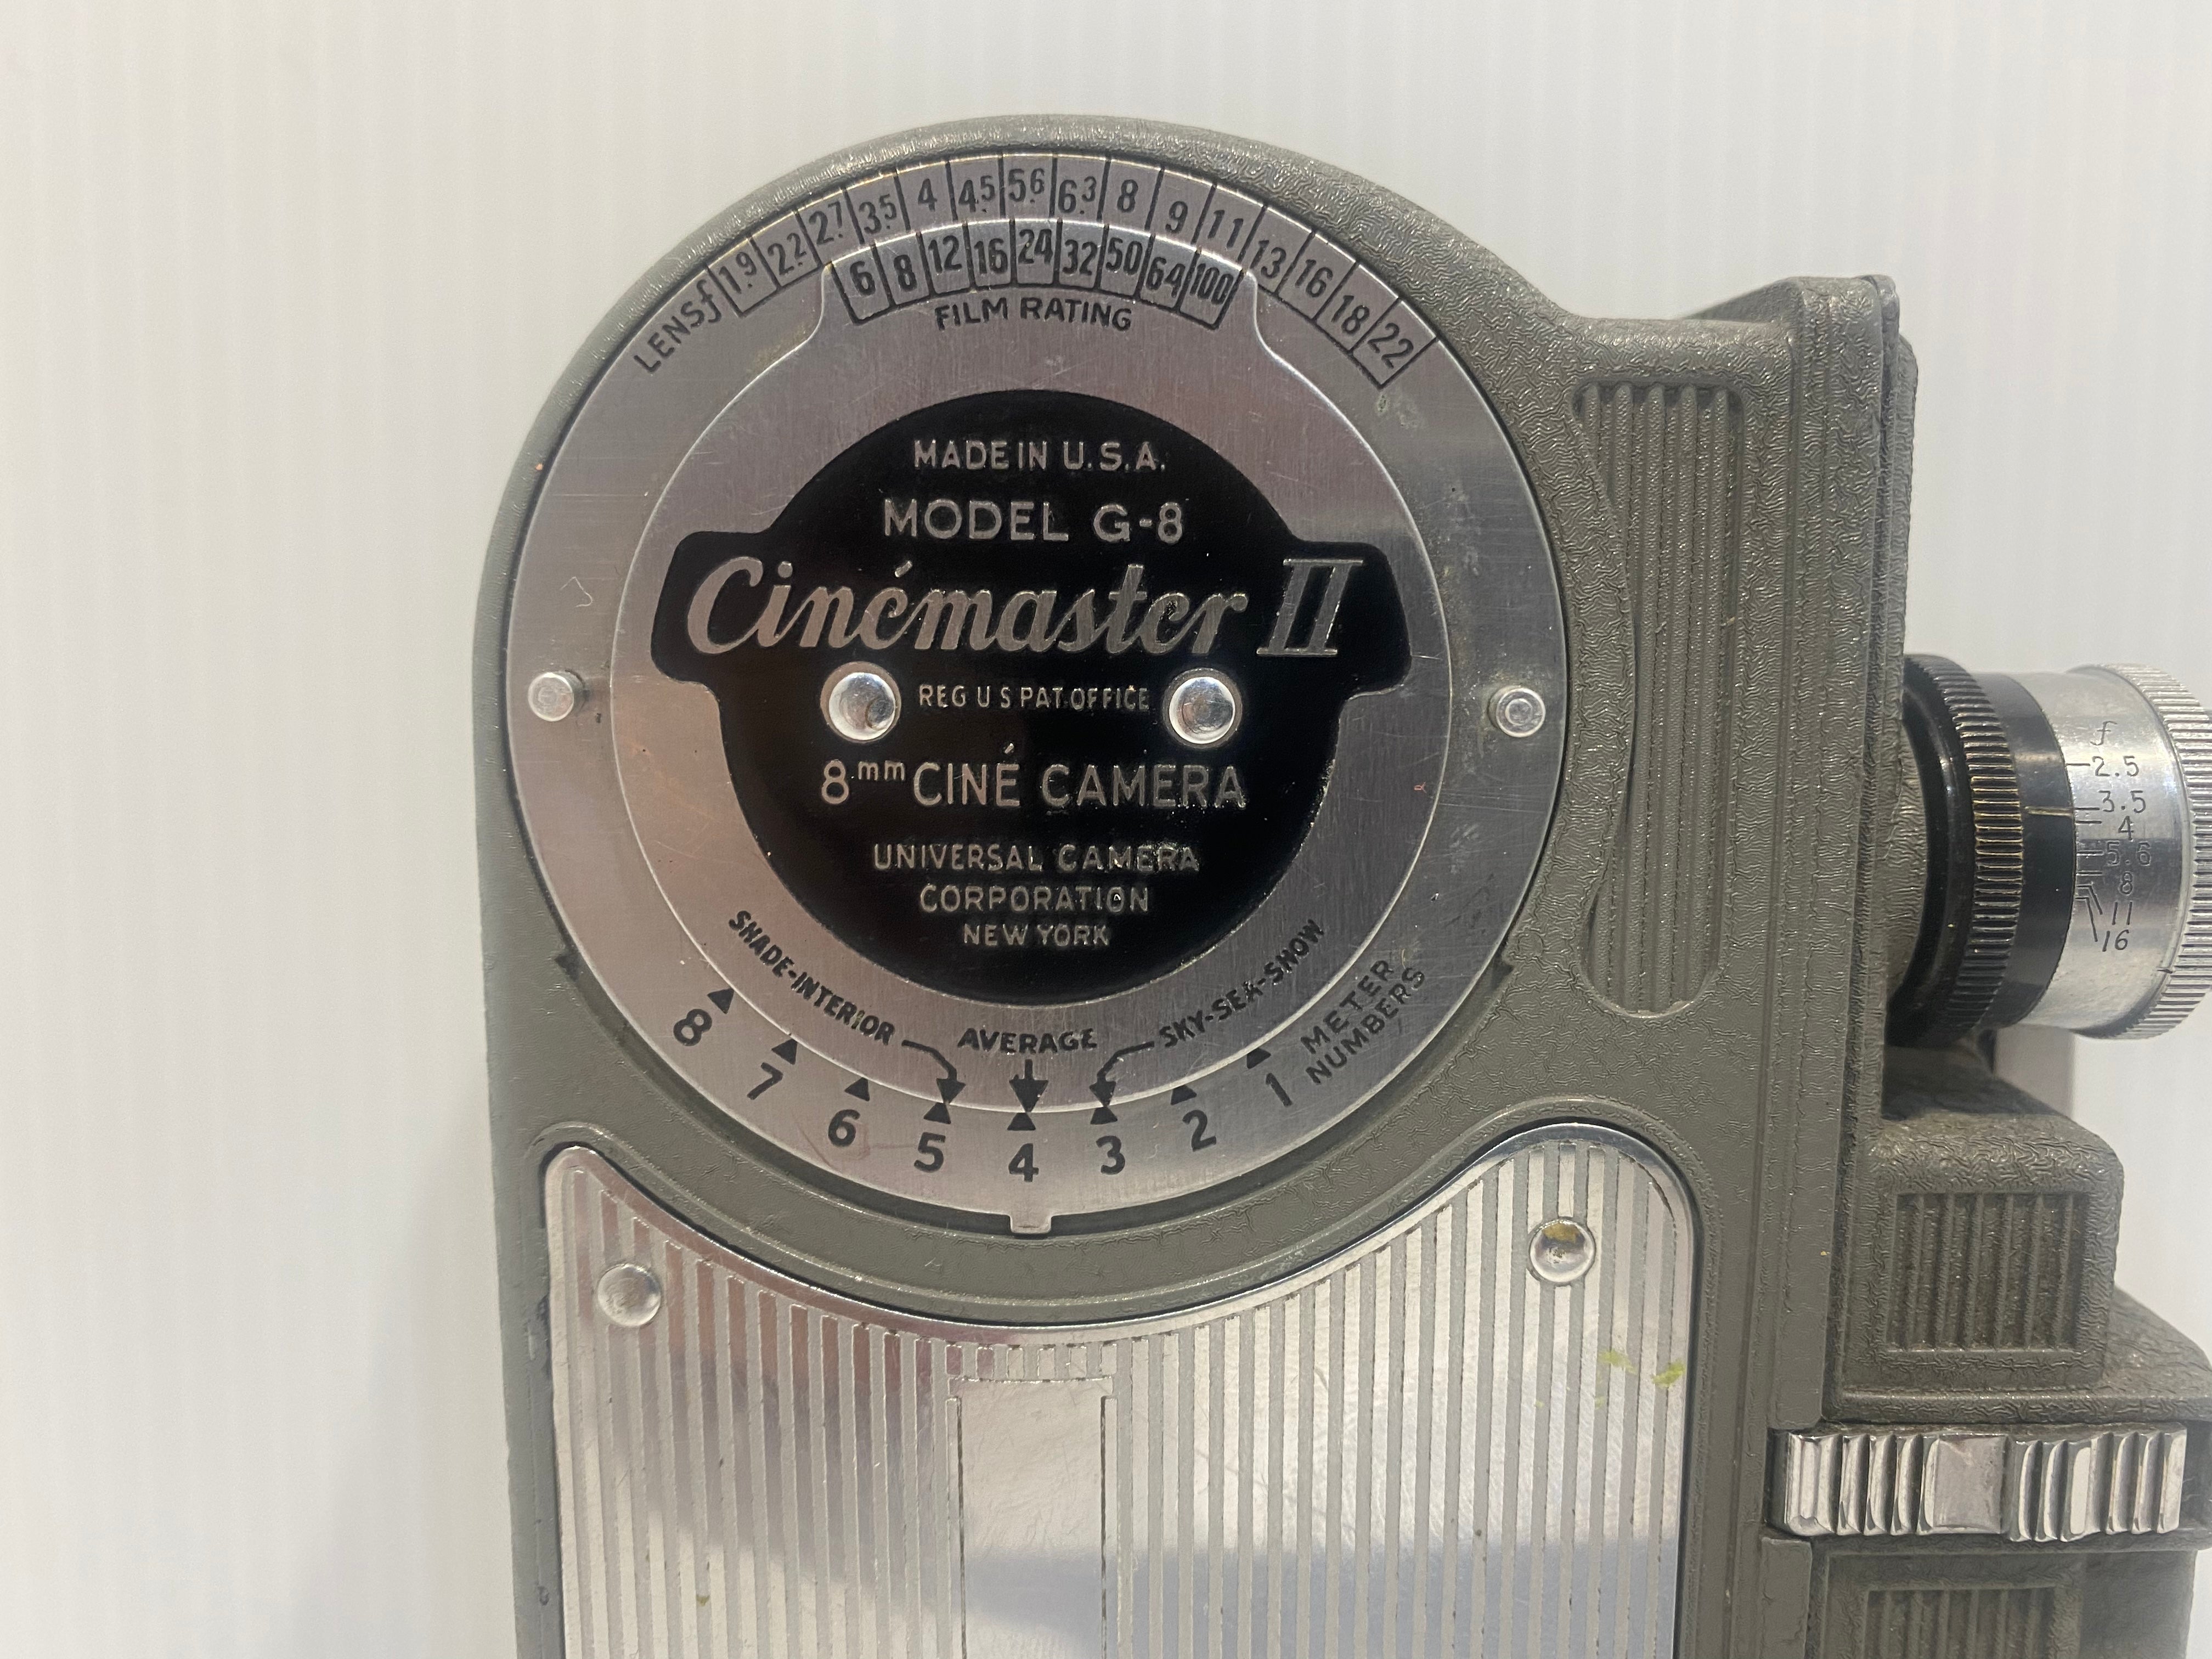 LENS f 1.9 2.2 2.7 3.5 4 4.5 5.6 6.3 8 9 11 13 16 18 22
6 8 12 16 24 32 50 64 100
FILM RATING
MADE IN U.S.A.
MODEL G-8
Cinémaster II
REG U S PAT. OFFICE
8mm CINÉ CAMERA
UNIVERSAL CAMERA
CORPORATION
NEW YORK
SHADE-INTERIOR
AVERAGE
SKY-SEA-SNOW
8 7 6 5 4 3 2 1
METER
NUMBERS
f
2.5
3.5
4
5.6
8
11
16